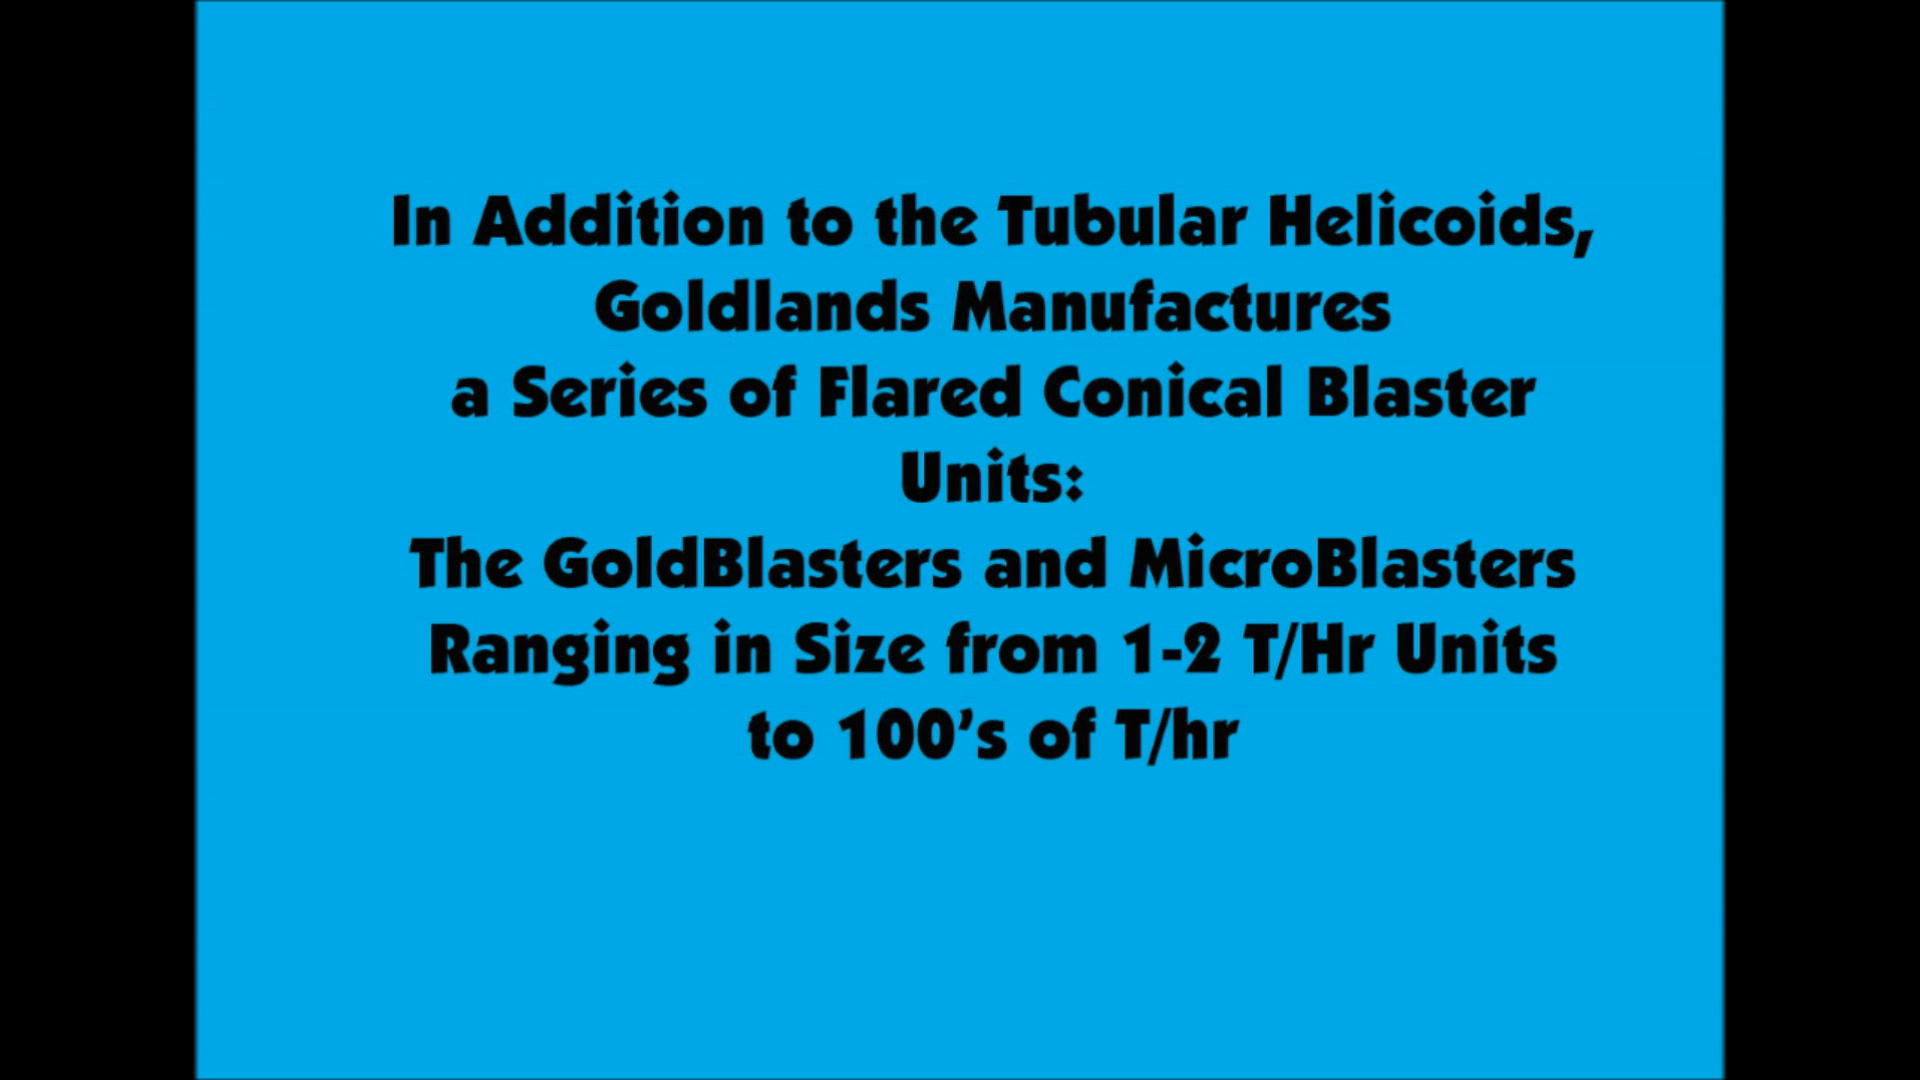 In Addition to the Tubular Helicoids,
Goldlands Manufactures
a Series of Flared Conical Blaster
Units:
The GoldBlasters and MicroBlasters
Ranging in Size from 1-2 T/Hr Units
to 100's of T/hr